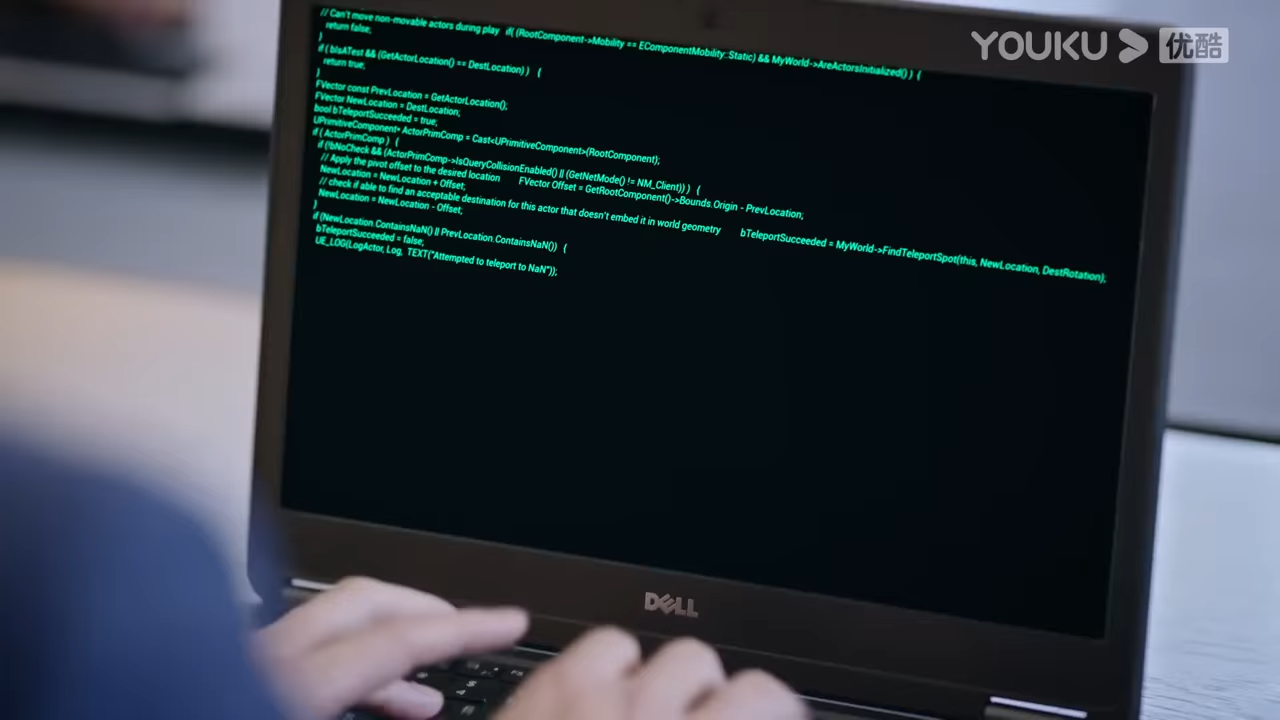 YOUKU 优酷
// Can't move non-movable actors during play if( (RootComponent->Mobility == EComponentMobility::Static) && MyWorld->AreActorsInitialized() ) {
return false;
}
if ( bIsATest && (GetActorLocation() == DestLocation) ) {
return true;
}
FVector const PrevLocation = GetActorLocation();
FVector NewLocation = DestLocation;
bool bTeleportSucceeded = true;
UPrimitiveComponent* ActorPrimComp = Cast<UPrimitiveComponent>(RootComponent);
if ( ActorPrimComp ) {
if (!bNoCheck && (ActorPrimComp->IsQueryCollisionEnabled() || (GetNetMode() != NM_Client)) ) {
// Apply the pivot offset to the desired location FVector Offset = GetRootComponent()->Bounds.Origin - PrevLocation;
NewLocation = NewLocation + Offset;
// check if able to find an acceptable destination for this actor that doesn't embed it in world geometry bTeleportSucceeded = MyWorld->FindTeleportSpot(this, NewLocation, DestRotation);
NewLocation = NewLocation - Offset;
}
if (NewLocation.ContainsNaN() || PrevLocation.ContainsNaN()) {
bTeleportSucceeded = false;
UE_LOG(LogActor, Log, TEXT("Attempted to teleport to NaN"));
DELL